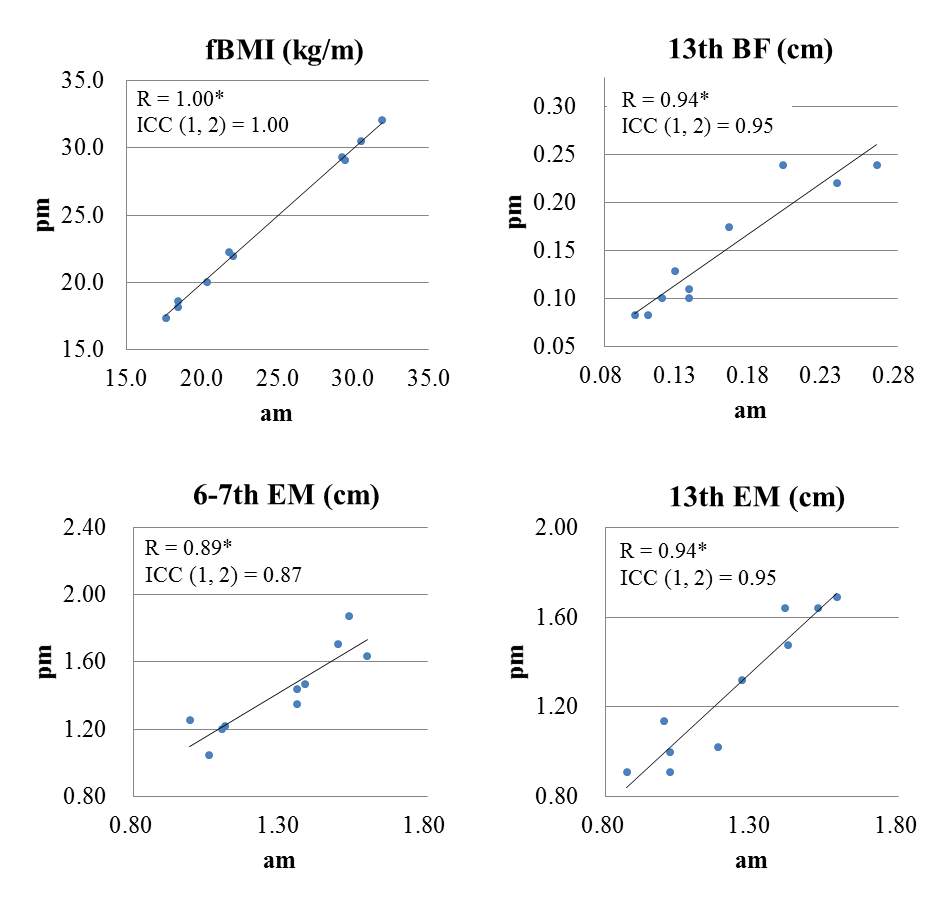 fBMI (kg/m)
35.0
R = 1.00*
ICC (1, 2) = 1.00
30.0
25.0
pm
20.0
15.0
15.0 20.0 25.0 30.0 35.0
am
13th BF (cm)
0.30
R = 0.94*
ICC (1, 2) = 0.95
0.25
0.20
pm
0.15
0.10
0.05
0.08 0.13 0.18 0.23 0.28
am
6-7th EM (cm)
2.40
R = 0.89*
ICC (1, 2) = 0.87
2.00
1.60
pm
1.20
0.80
0.80 1.30 1.80
am
13th EM (cm)
2.00
R = 0.94*
ICC (1, 2) = 0.95
1.60
pm
1.20
0.80
0.80 1.30 1.80
am